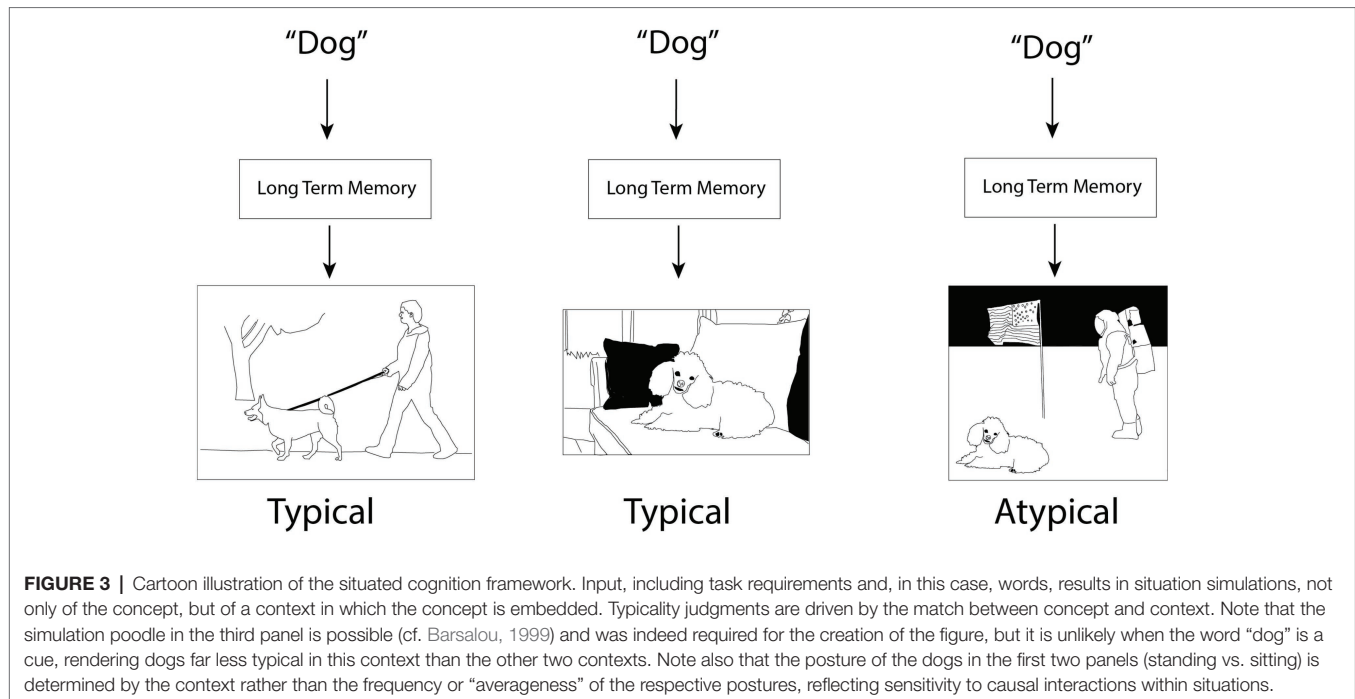 “Dog” “Dog” “Dog”
Long Term Memory Long Term Memory Long Term Memory
Typical Typical Atypical
FIGURE 3 | Cartoon illustration of the situated cognition framework. Input, including task requirements and, in this case, words, results in situation simulations, not
only of the concept, but of a context in which the concept is embedded. Typicality judgments are driven by the match between concept and context. Note that the
simulation poodle in the third panel is possible (cf. Barsalou, 1999) and was indeed required for the creation of the figure, but it is unlikely when the word “dog” is a
cue, rendering dogs far less typical in this context than the other two contexts. Note also that the posture of the dogs in the first two panels (standing vs. sitting) is
determined by the context rather than the frequency or “averageness” of the respective postures, reflecting sensitivity to causal interactions within situations.